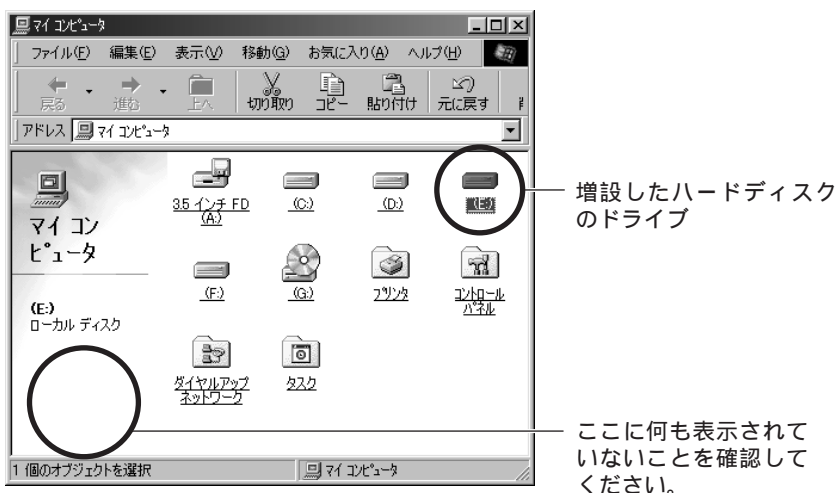 マイ コンピュータ
ファイル(F) 編集(E) 表示(V) 移動(G) お気に入り(A) ヘルプ(H)
戻る 進む 上へ 切り取り コピー 貼り付け 元に戻す
アドレス マイ コンピュータ
マイ コン
ピュータ
3.5 インチ FD
(A:)
(C:)
(D:)
(E:)
(F:)
(G:)
プリンタ
コントロール
パネル
(E:)
ローカル ディスク
ダイヤルアップ
ネットワーク
タスク
1 個のオブジェクトを選択 マイ コンピュータ
増設したハードディスク
のドライブ
ここに何も表示されて
いないことを確認して
ください。